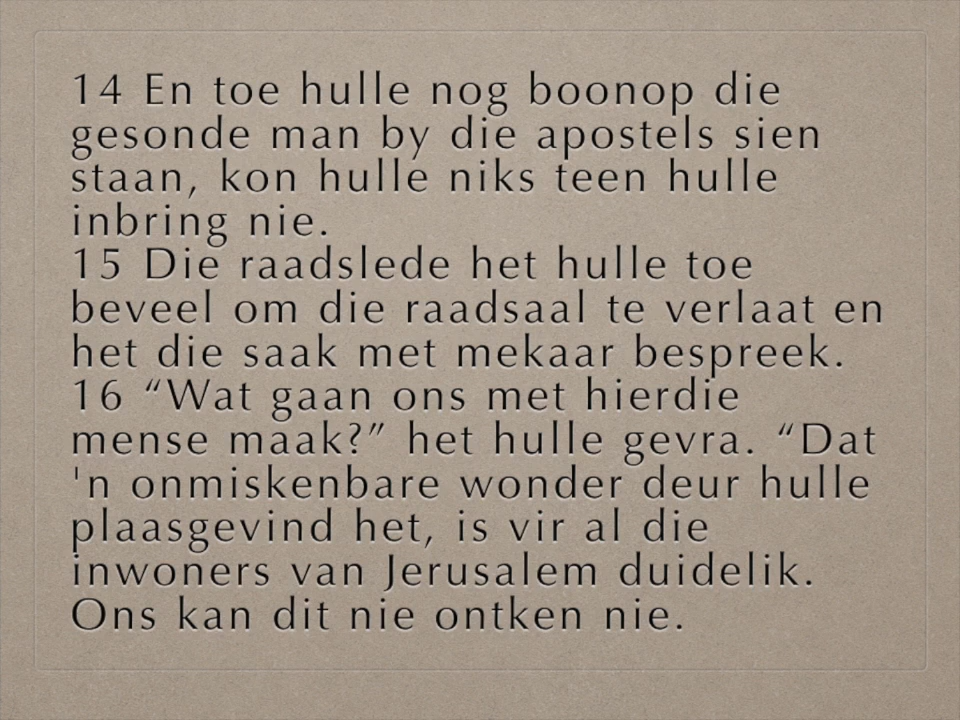 14 En toe hulle nog boonop die
gesonde man by die apostels sien
staan, kon hulle niks teen hulle
inbring nie.
15 Die raadslede het hulle toe
beveel om die raadsaal te verlaat en
het die saak met mekaar bespreek.
16 “Wat gaan ons met hierdie
mense maak?” het hulle gevra. “Dat
'n onmiskenbare wonder deur hulle
plaasgevind het, is vir al die
inwoners van Jerusalem duidelik.
Ons kan dit nie ontken nie.